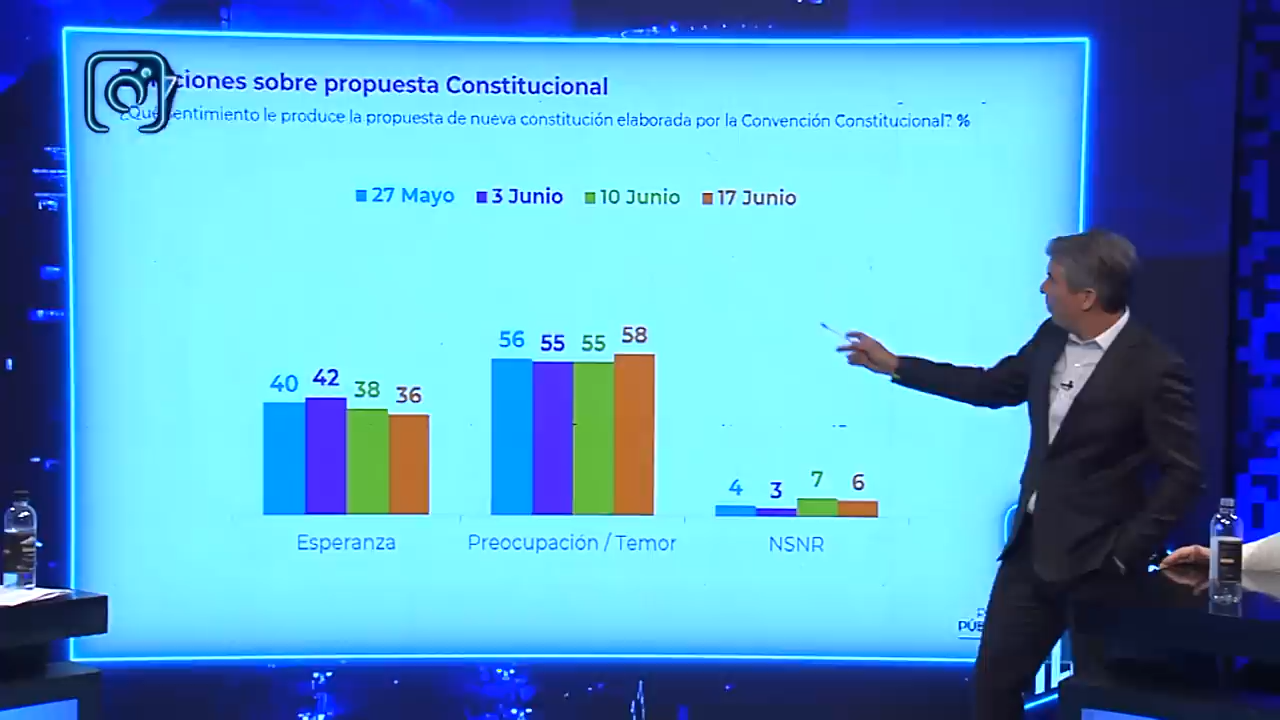 ciones sobre propuesta Constitucional
¿Qué sentimiento le produce la propuesta de nueva constitución elaborada por la Convención Constitucional? %
27 Mayo 3 Junio 10 Junio 17 Junio
40 42 38 36
56 55 55 58
4 3 7 6
Esperanza Preocupación / Temor NSNR